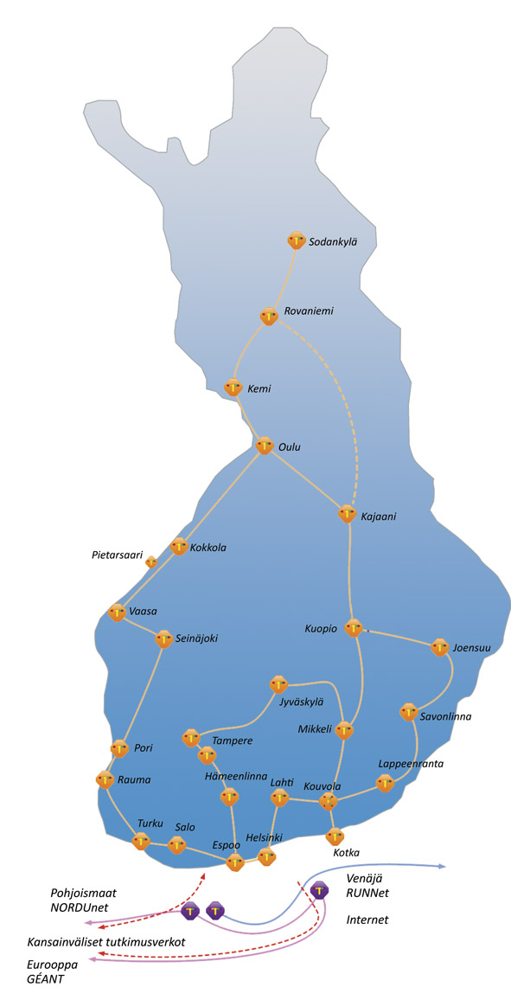 Sodankylä
Rovaniemi
Kemi
Oulu
Kajaani
Kokkola
Pietarsaari
Vaasa
Seinäjoki
Kuopio
Joensuu
Jyväskylä
Savonlinna
Mikkeli
Tampere
Pori
Lappeenranta
Hämeenlinna
Rauma
Lahti
Kouvola
Turku
Salo
Espoo
Helsinki
Kotka
Venäjä
RUNNet
Pohjoismaat
NORDUnet
Internet
Kansainväliset tutkimusverkot
Eurooppa
GÉANT